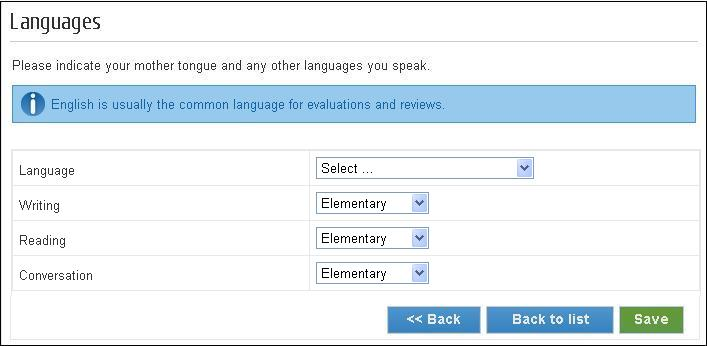 Languages
Please indicate your mother tongue and any other languages you speak.
English is usually the common language for evaluations and reviews.
Language Select ...
Writing Elementary
Reading Elementary
Conversation Elementary
<< Back Back to list Save